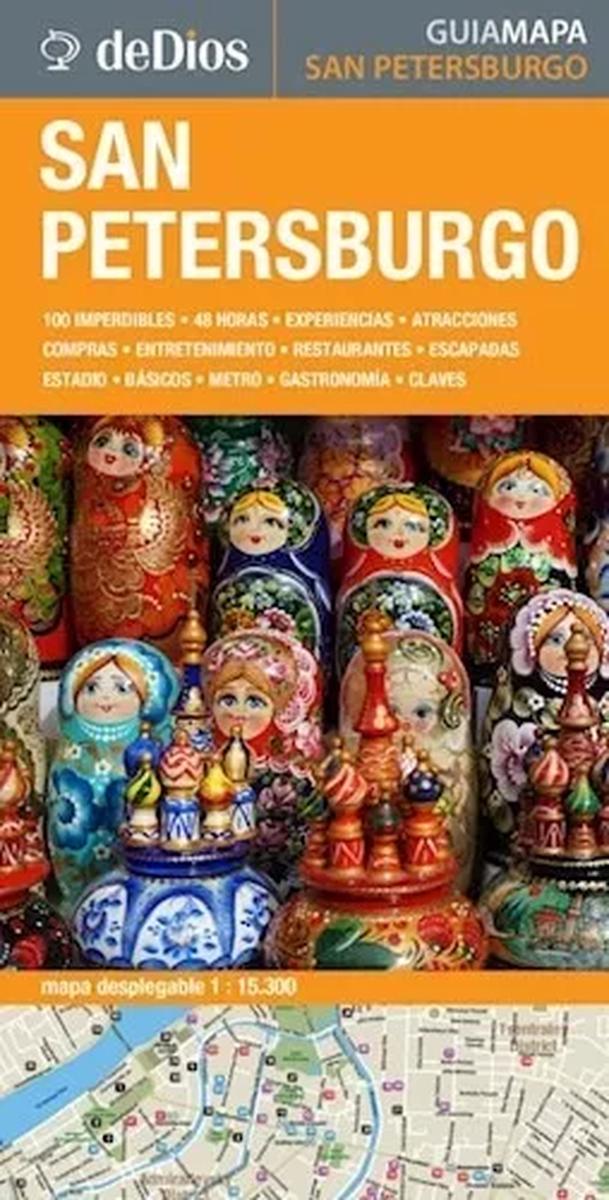 deDios
GUIAMAPA
SAN PETERSBURGO
SAN
PETERSBURGO
100 IMPERDIBLES • 48 HORAS • EXPERIENCIAS • ATRACCIONES
COMPRAS • ENTRETENIMIENTO • RESTAURANTES • ESCAPADAS
ESTADIO • BÁSICOS • METRO • GASTRONOMÍA • CLAVES
mapa desplegable 1 : 15.300
District